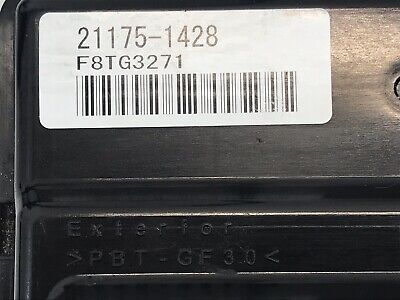 21175-1428
F8TG3271
Exterior
>PBT-GF30<